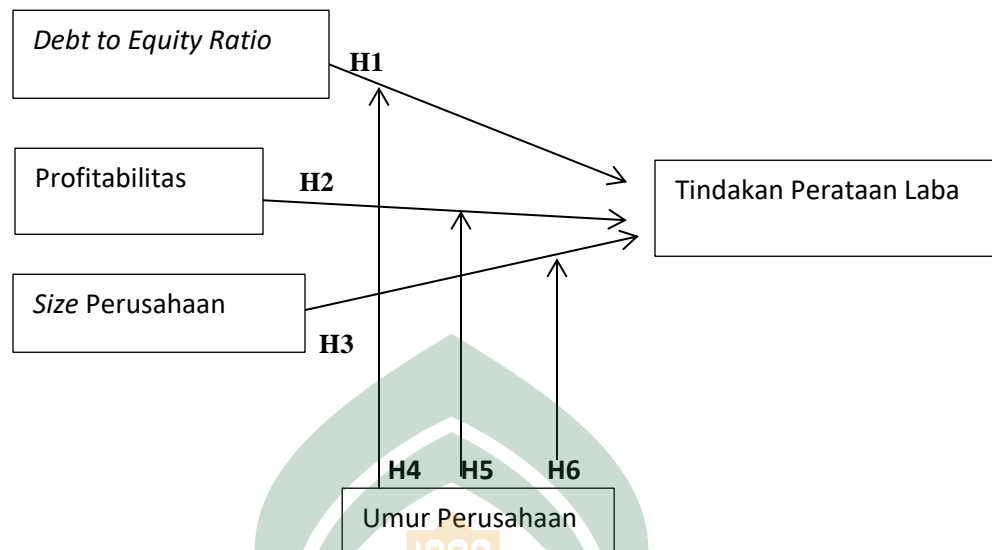 Debt to Equity Ratio
H1
Profitabilitas
H2
Tindakan Perataan Laba
Size Perusahaan
H3
H4 H5 H6
Umur Perusahaan